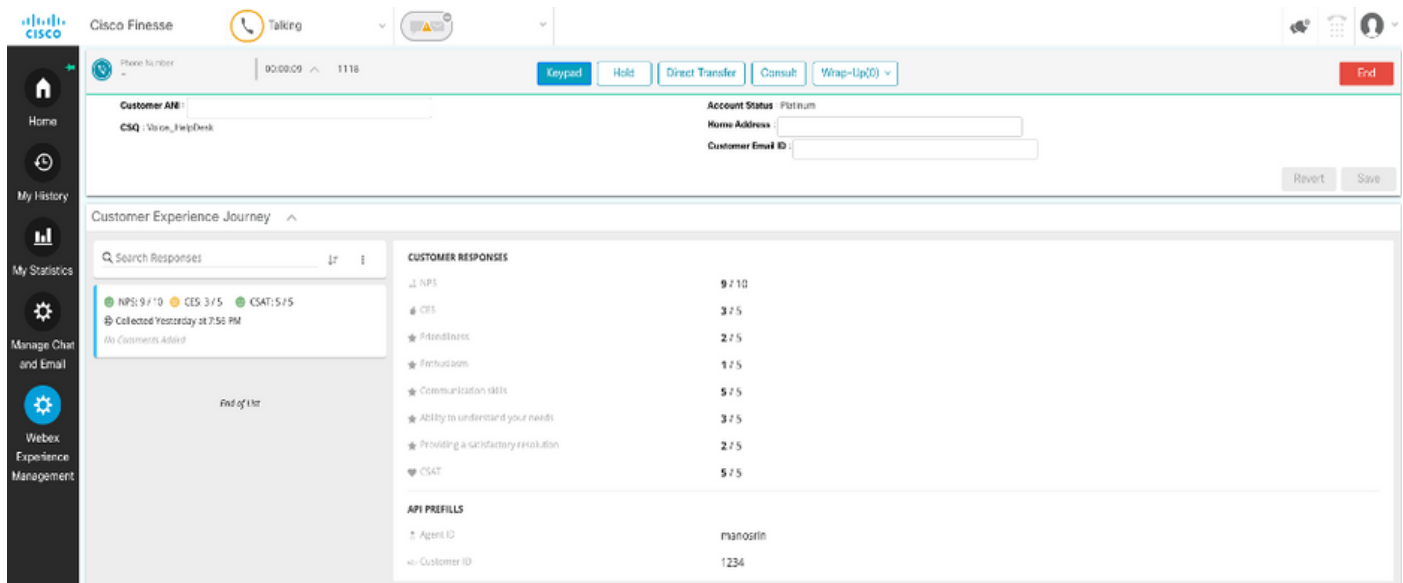 CISCO
Cisco Finesse
Talking
Phone Number
-
00:00:09
1118
Keypad
Hold
Direct Transfer
Consult
Wrap-Up(0)
End
Home
My History
My Statistics
Manage Chat
and Email
Webex
Experience
Management
Customer ANI :
CSQ : Voice_HelpDesk
Account Status : Platinum
Home Address :
Customer Email ID :
Revert
Save
Customer Experience Journey
Search Responses
NPS: 9 / 10 CES: 3 / 5 CSAT: 5 / 5
Collected Yesterday at 7:56 PM
No Comments Added
End of List
CUSTOMER RESPONSES
NPS 9 / 10
CES 3 / 5
Friendliness 2 / 5
Enthusiasm 1 / 5
Communication skills 5 / 5
Ability to understand your needs 3 / 5
Providing a satisfactory resolution 2 / 5
CSAT 5 / 5
API PREFILLS
Agent ID manosrin
Customer ID 1234